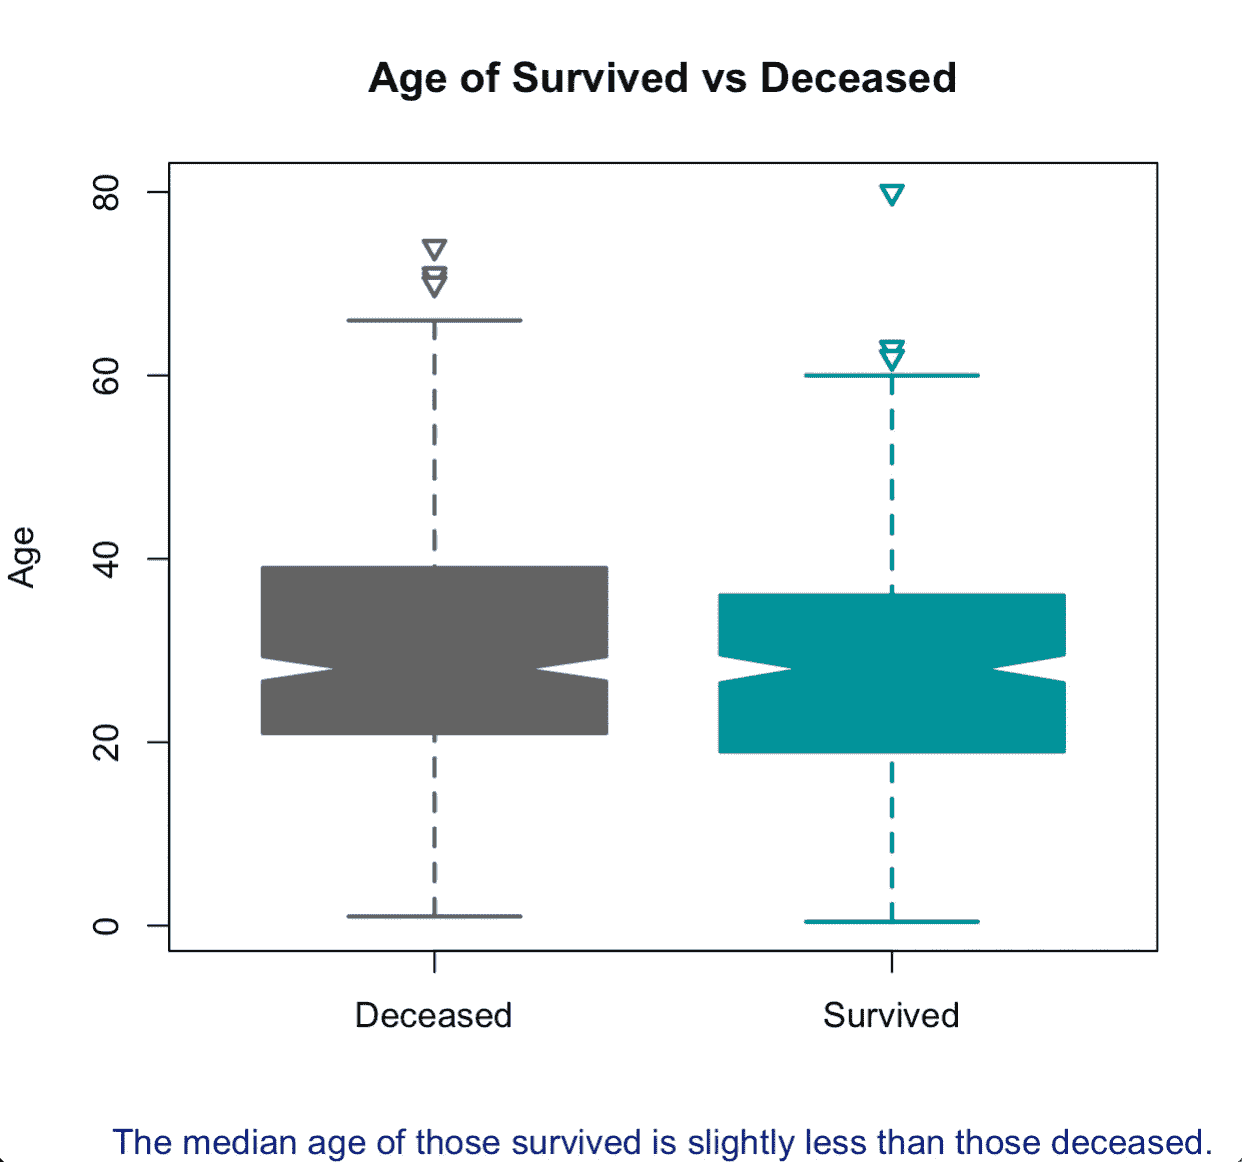 Age of Survived vs Deceased
80
60
40
20
0
Age
Deceased
Survived
The median age of those survived is slightly less than those deceased.